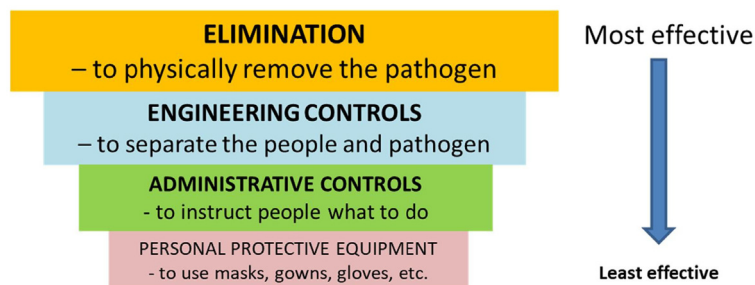 ELIMINATION
– to physically remove the pathogen
ENGINEERING CONTROLS
– to separate the people and pathogen
ADMINISTRATIVE CONTROLS
- to instruct people what to do
PERSONAL PROTECTIVE EQUIPMENT
- to use masks, gowns, gloves, etc.
Most effective
Least effective